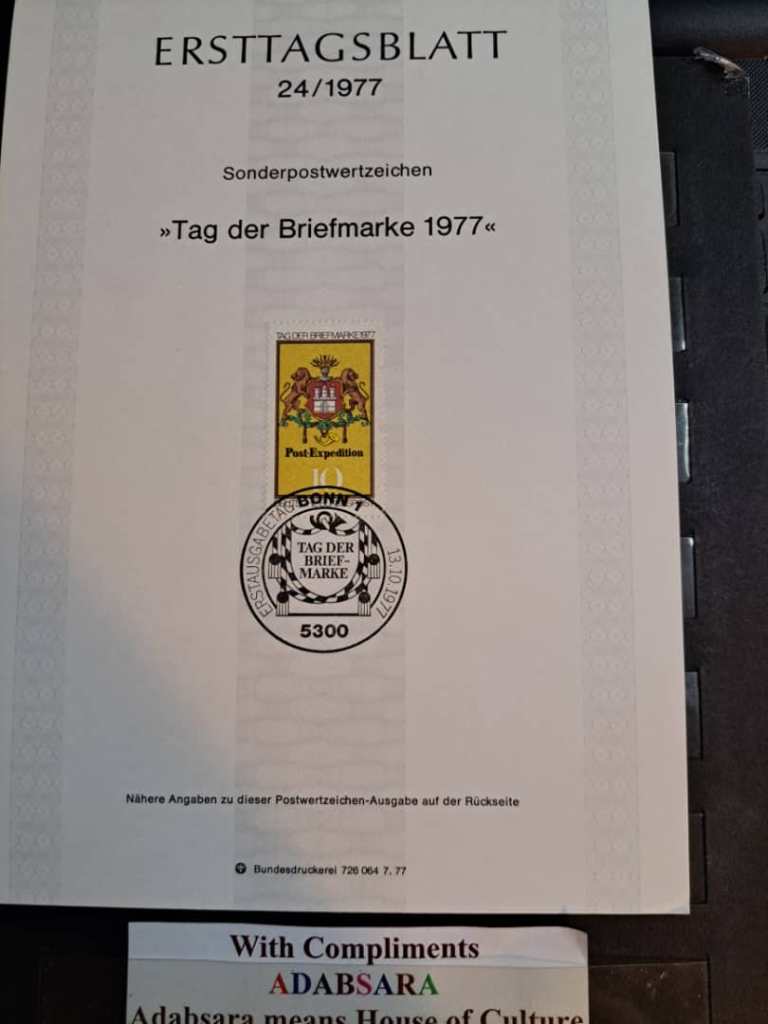 ERSTTAGSBLATT
24/1977
Sonderpostwertzeichen
»Tag der Briefmarke 1977«
TAG DER BRIEFMARKE 1977
Post-Expedition
10
ERSTAUSGABETAG BONN 1 13.10.1977
TAG DER
BRIEF-
MARKE
5300
Nähere Angaben zu dieser Postwertzeichen-Ausgabe auf der Rückseite
Bundesdruckerei 726 064 7.77
With Compliments
ADABSARA
Adabsara means House of Culture